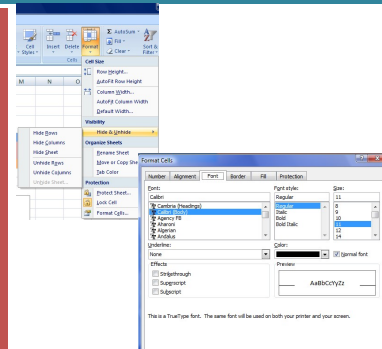 Σ AutoSum
Fill
Clear
Cell Styles
Insert
Delete
Format
Sort & Filter
Cells
Cell Size
Row Height...
AutoFit Row Height
M N O
Column Width...
AutoFit Column Width
Default Width...
Visibility
Hide & Unhide
Hide Rows
Hide Columns
Hide Sheet
Unhide Rows
Unhide Columns
Unhide Sheet...
Organize Sheets
Rename Sheet
Move or Copy She
Tab Color
Protection
Protect Sheet...
Lock Cell
Format Cells...
Format Cells
Number Alignment Font Border Fill Protection
Font: Font style: Size:
Calibri Regular 11
Cambria (Headings) Regular 8
Calibri (Body) Italic 9
Agency FB Bold 10
Aharoni Bold Italic 11
Algerian 12
Andalus 14
Underline: Color:
None Normal font
Effects Preview
Strikethrough
Superscript AaBbCcYyZz
Subscript
This is a TrueType font. The same font will be used on both your printer and your screen.